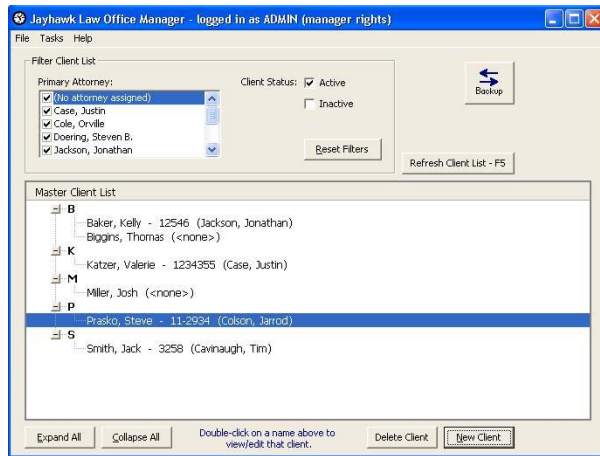 Jayhawk Law Office Manager - logged in as ADMIN (manager rights)
File Tasks Help
Filter Client List
Primary Attorney:
(No attorney assigned)
Case, Justin
Cole, Orville
Doering, Steven B.
Jackson, Jonathan
Client Status:
Active
Inactive
Reset Filters
Backup
Refresh Client List - F5
Master Client List
B
Baker, Kelly - 12546 (Jackson, Jonathan)
Biggins, Thomas (<none>)
K
Katzer, Valerie - 1234355 (Case, Justin)
M
Miller, Josh (<none>)
P
Prasko, Steve - 11-2934 (Colson, Jarrod)
S
Smith, Jack - 3258 (Cavinaugh, Tim)
Expand All
Collapse All
Double-click on a name above to
view/edit that client.
Delete Client
New Client